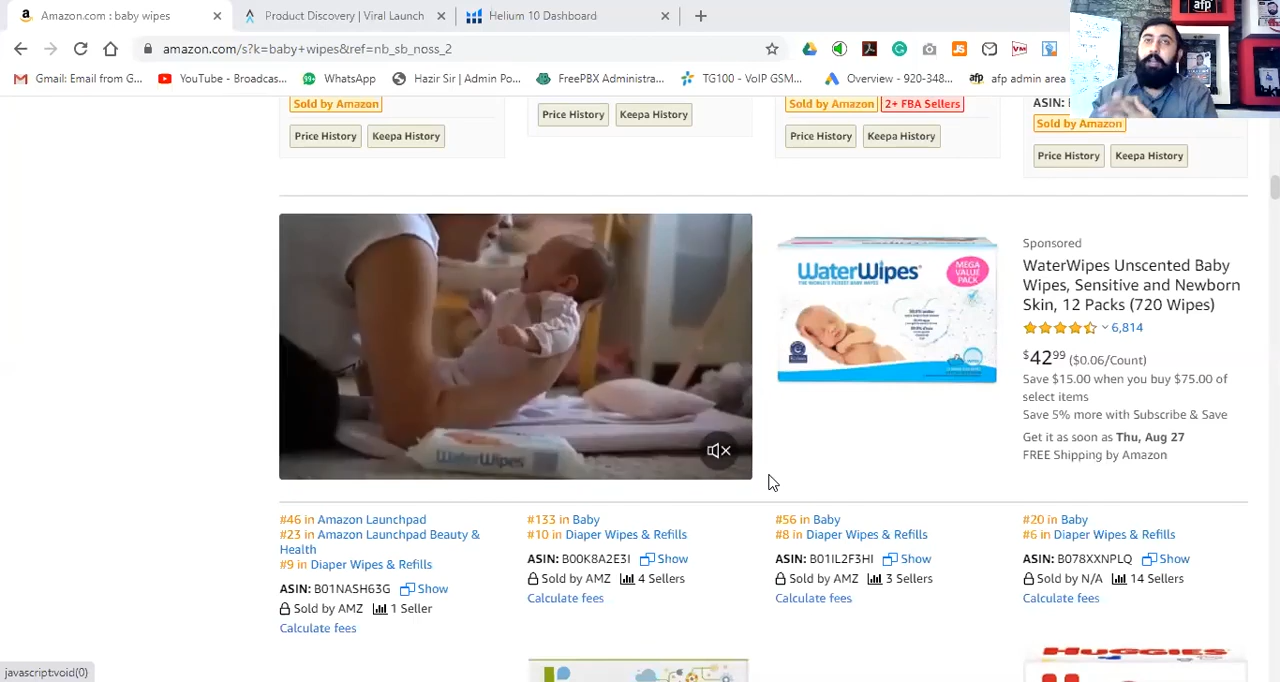 Amazon.com : baby wipes
Product Discovery | Viral Launch
Helium 10 Dashboard
amazon.com/s?k=baby+wipes&ref=nb_sb_noss_2
Gmail: Email from G...
YouTube - Broadcas...
WhatsApp
Hazir Sir | Admin Po...
FreePBX Administra...
TG100 - VoIP GSM...
Overview - 920-348...
afp admin area
afp
Sold by Amazon
Sold by Amazon
2+ FBA Sellers
ASIN:
Sold by Amazon
Price History
Keepa History
Price History
Keepa History
Price History
Keepa History
Price History
Keepa History
WaterWipes
WaterWipes
MEGA VALUE PACK
Sponsored
WaterWipes Unscented Baby
Wipes, Sensitive and Newborn
Skin, 12 Packs (720 Wipes)
6,814
$42.99 ($0.06/Count)
Save $15.00 when you buy $75.00 of
select items
Save 5% more with Subscribe & Save
Get it as soon as Thu, Aug 27
FREE Shipping by Amazon
#46 in Amazon Launchpad
#23 in Amazon Launchpad Beauty &
Health
#9 in Diaper Wipes & Refills
ASIN: B01NASH63G Show
Sold by AMZ 1 Seller
Calculate fees
#133 in Baby
#10 in Diaper Wipes & Refills
ASIN: B00K8A2E3I Show
Sold by AMZ 4 Sellers
Calculate fees
#56 in Baby
#8 in Diaper Wipes & Refills
ASIN: B01IL2F3HI Show
Sold by AMZ 3 Sellers
Calculate fees
#20 in Baby
#6 in Diaper Wipes & Refills
ASIN: B078XXNPLQ Show
Sold by N/A 14 Sellers
Calculate fees
HUGGIES
javascript:void(0)